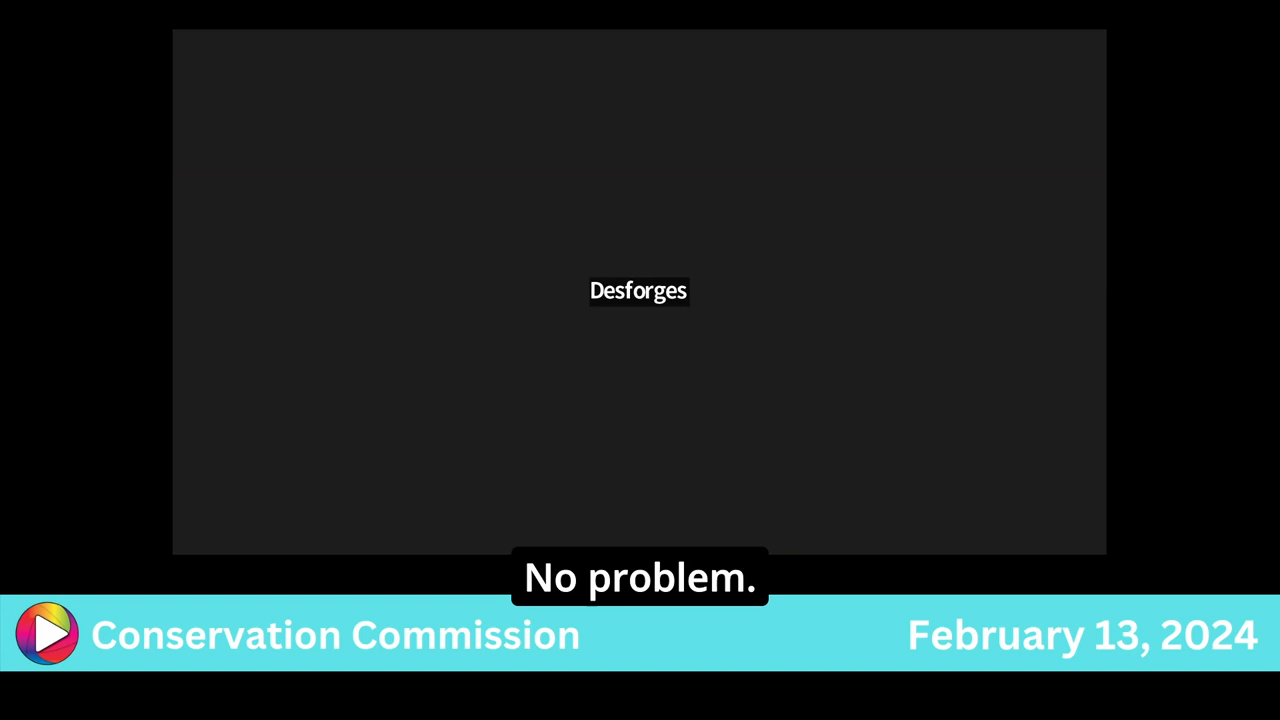 Desforges
No problem.
Conservation Commission
February 13, 2024